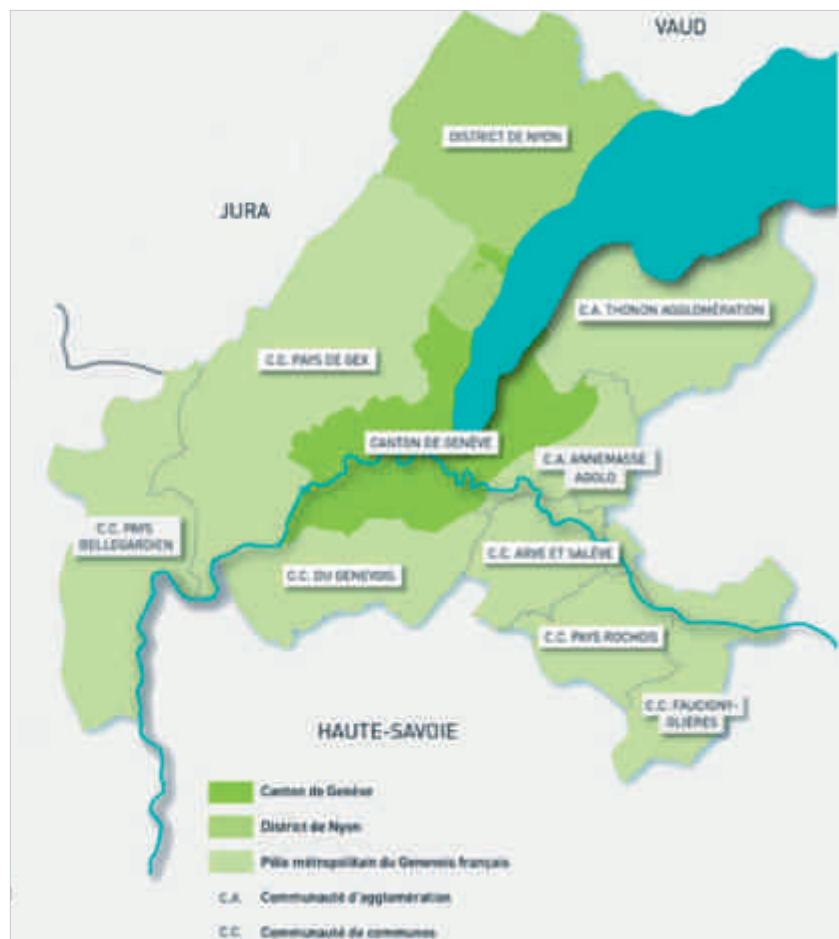 VAUD
DISTRICT DE NYON
JURA
C.A. THONON AGGLOMÉRATION
C.C. PAYS DE GEX
CANTON DE GENÈVE
C.A. ANNEMASSE
AGGLO
C.C. PAYS
BELLEGARDIEN
C.C. ARVE ET SALÈVE
C.C. DU GENEVOIS
C.C. PAYS ROCHOIS
C.C. FAUCIGNY-
GLIÈRES
HAUTE-SAVOIE
Canton de Genève
District de Nyon
Pôle métropolitain du Genevois français
C.A. Communauté d'agglomération
C.C. Communauté de communes